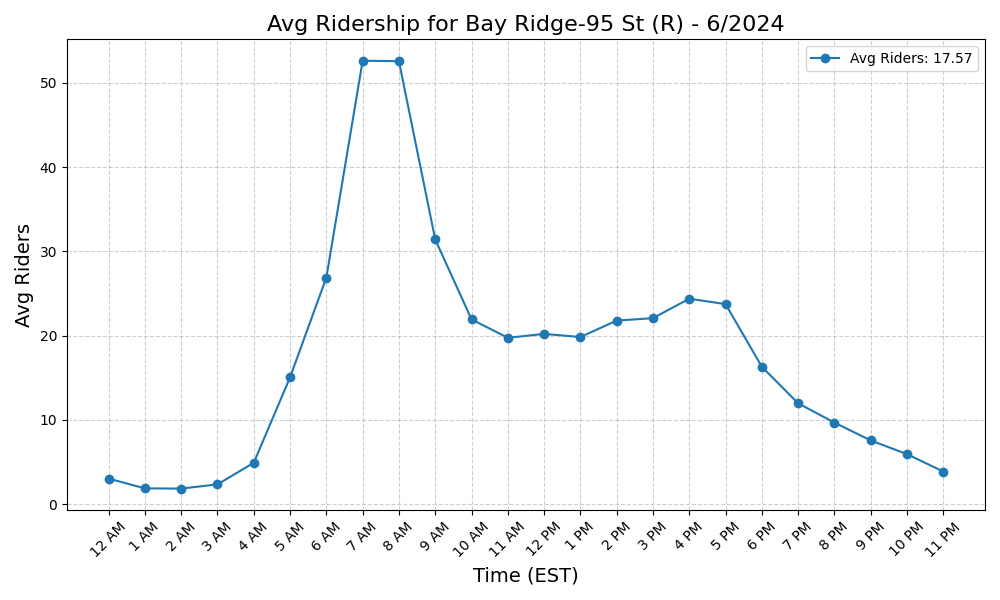 Avg Ridership for Bay Ridge-95 St (R) - 6/2024
Avg Riders: 17.57
Avg Riders
50
40
30
20
10
0
12 AM
1 AM
2 AM
3 AM
4 AM
5 AM
6 AM
7 AM
8 AM
9 AM
10 AM
11 AM
12 PM
1 PM
2 PM
3 PM
4 PM
5 PM
6 PM
7 PM
8 PM
9 PM
10 PM
11 PM
Time (EST)